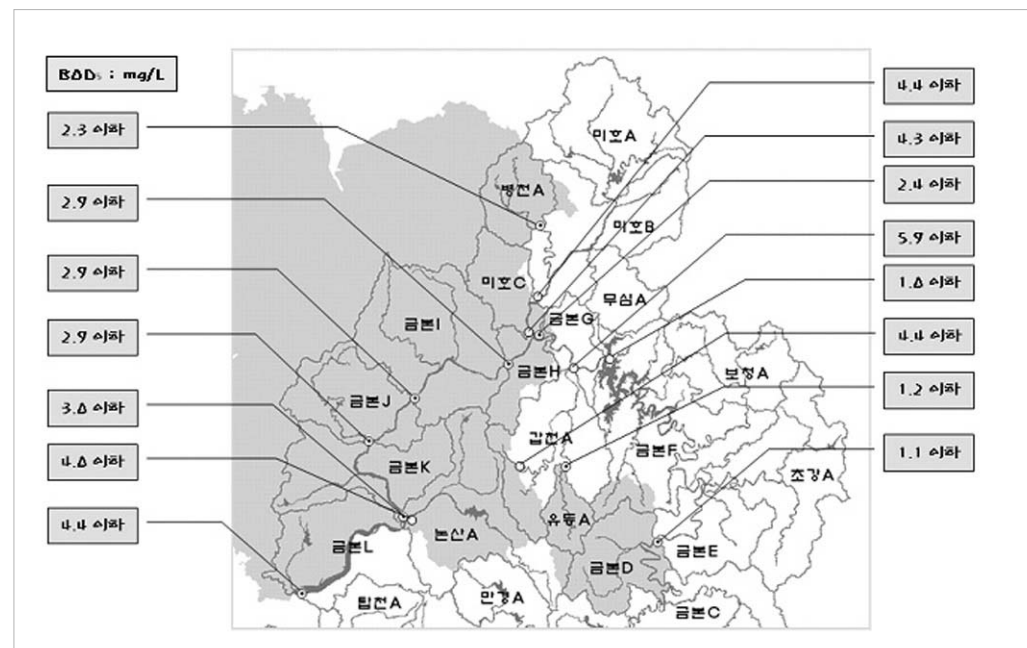 BOD₅ : mg/L
2.3 이하
2.9 이하
2.9 이하
2.9 이하
3.0 이하
4.0 이하
4.4 이하
미호A
병천A
미호B
미호C
무심A
금본G
금본I
금본H
보청A
금본J
갑천A
금본F
금본K
초강A
유등A
논산A
금본L
금본E
금본D
탑천A
만경A
금본C
4.4 이하
4.3 이하
2.4 이하
5.9 이하
1.0 이하
4.4 이하
1.2 이하
1.1 이하